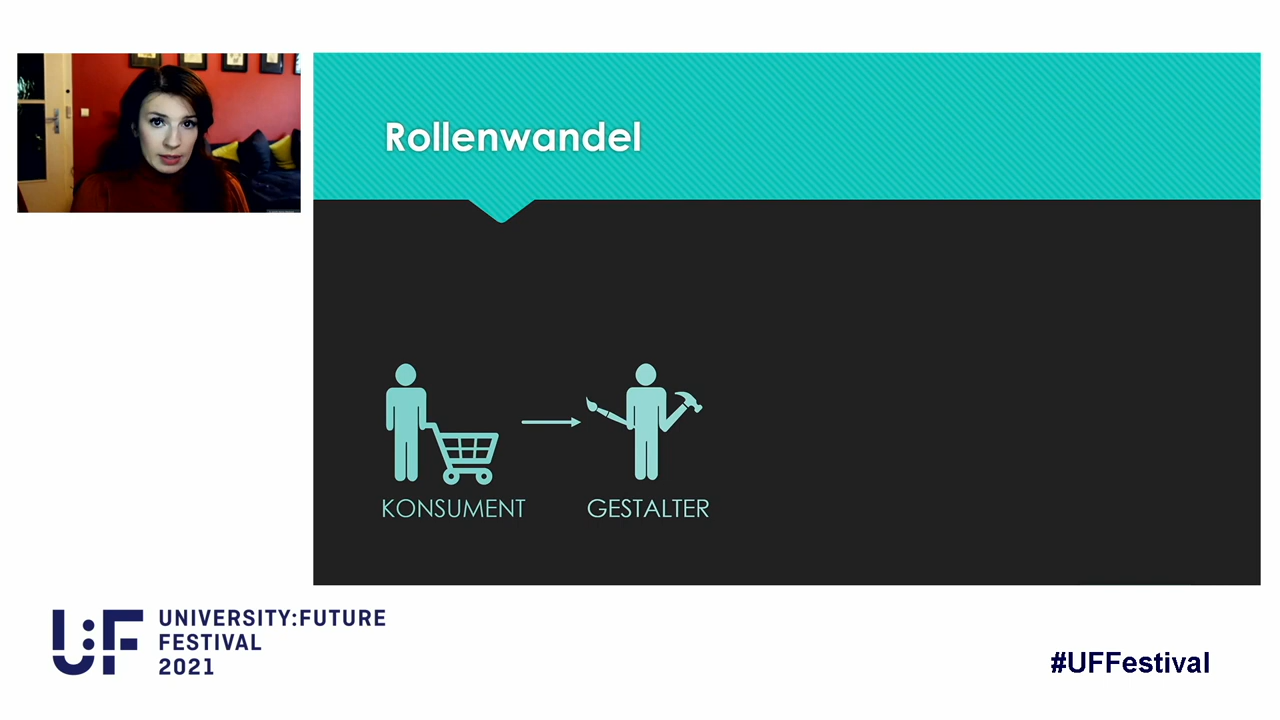 Rollenwandel
KONSUMENT
GESTALTER
U:F
UNIVERSITY:FUTURE
FESTIVAL
2021
#UFFestival